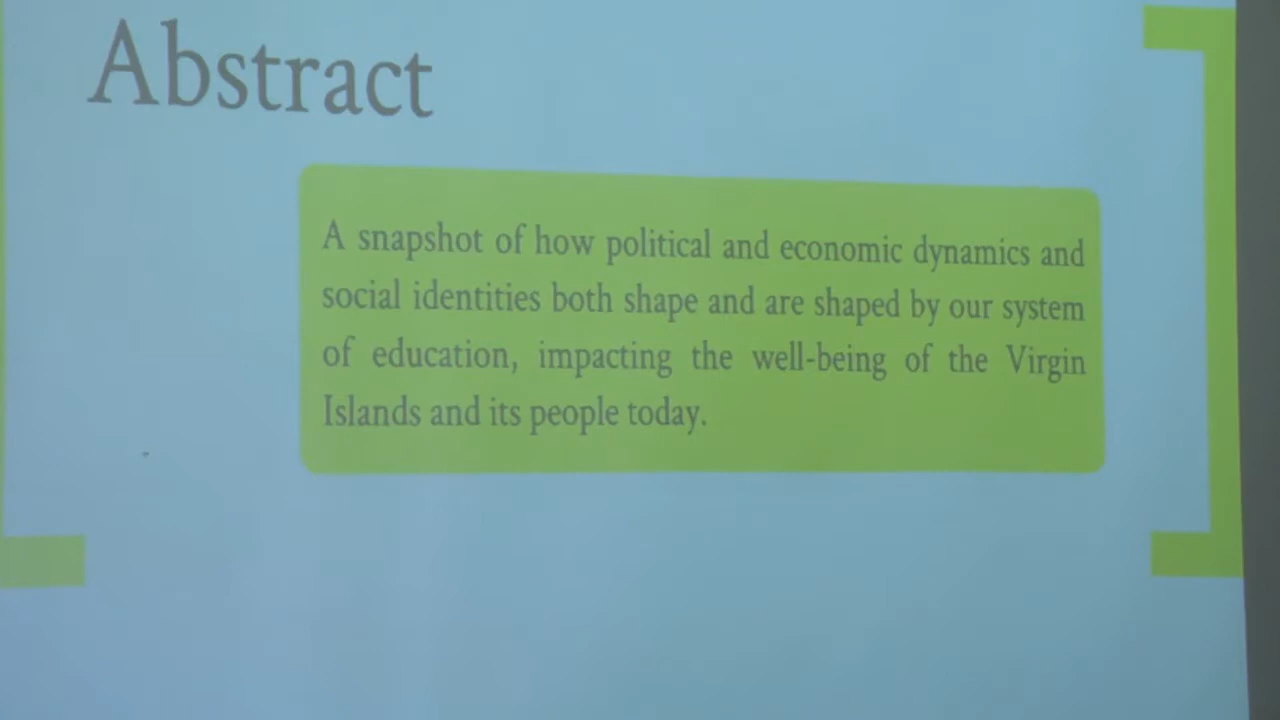 Abstract
A snapshot of how political and economic dynamics and
social identities both shape and are shaped by our system
of education, impacting the well-being of the Virgin
Islands and its people today.